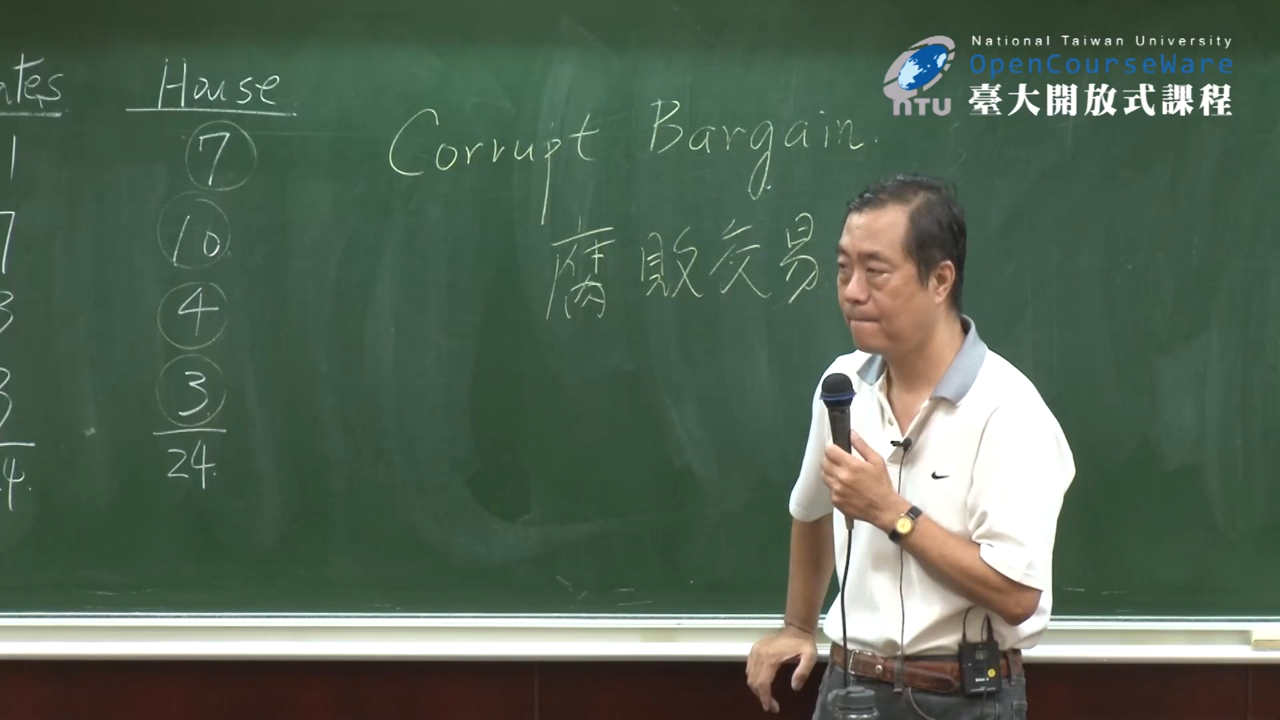 National Taiwan University
OpenCourseWare
NTU
臺大開放式課程
House
1 7
7 10
3 4
3 3
4. 24.
Corrupt Bargain.
腐敗交易